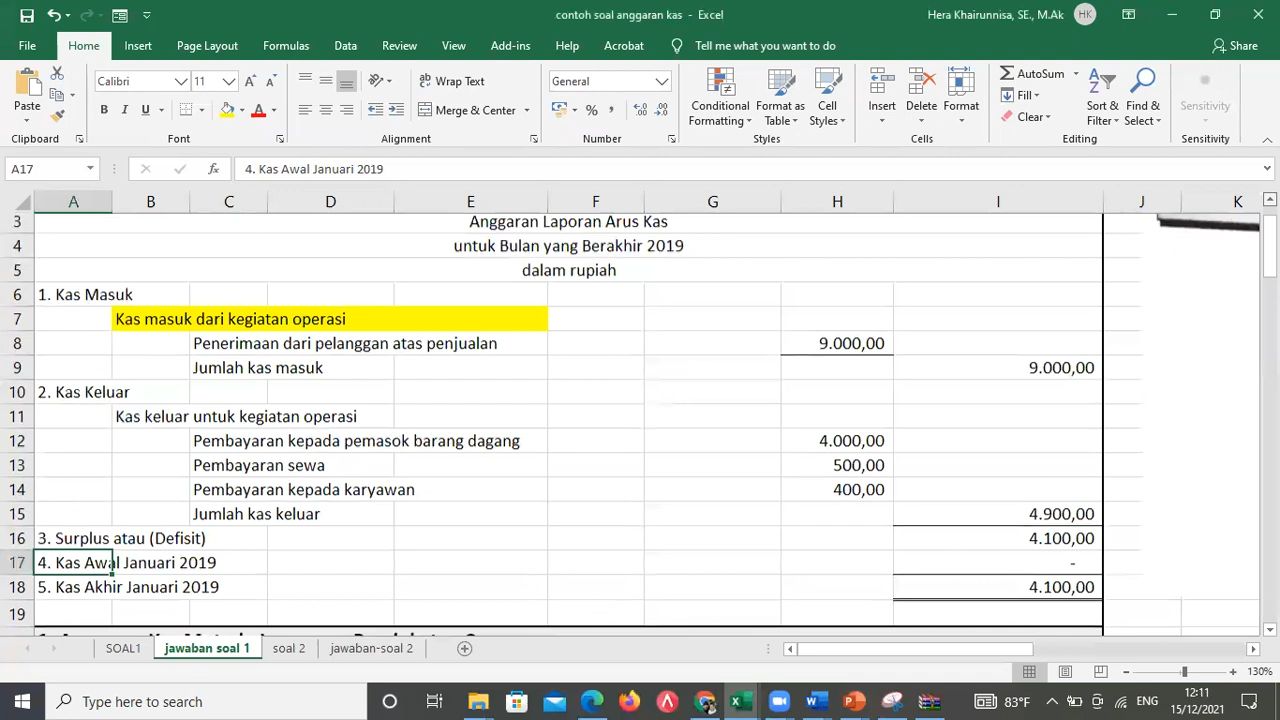 contoh soal anggaran kas - Excel
Hera Khairunnisa, SE., M.Ak
HK
File Home Insert Page Layout Formulas Data Review View Add-ins Help Acrobat Tell me what you want to do Share
Paste
Calibri 11
B I U
Wrap Text
Merge & Center
General
Conditional Formatting
Format as Table
Cell Styles
Insert
Delete
Format
AutoSum
Fill
Clear
Sort & Filter
Find & Select
Sensitivity
Clipboard Font Alignment Number Styles Cells Editing Sensitivity
A17 fx 4. Kas Awal Januari 2019
A B C D E F G H I J K
3 Anggaran Laporan Arus Kas
4 untuk Bulan yang Berakhir 2019
5 dalam rupiah
6 1. Kas Masuk
7 Kas masuk dari kegiatan operasi
8 Penerimaan dari pelanggan atas penjualan 9.000,00
9 Jumlah kas masuk 9.000,00
10 2. Kas Keluar
11 Kas keluar untuk kegiatan operasi
12 Pembayaran kepada pemasok barang dagang 4.000,00
13 Pembayaran sewa 500,00
14 Pembayaran kepada karyawan 400,00
15 Jumlah kas keluar 4.900,00
16 3. Surplus atau (Defisit) 4.100,00
17 4. Kas Awal Januari 2019 -
18 5. Kas Akhir Januari 2019 4.100,00
19
SOAL1 jawaban soal 1 soal 2 jawaban-soal 2
130%
Type here to search
83°F
ENG
12:11
15/12/2021